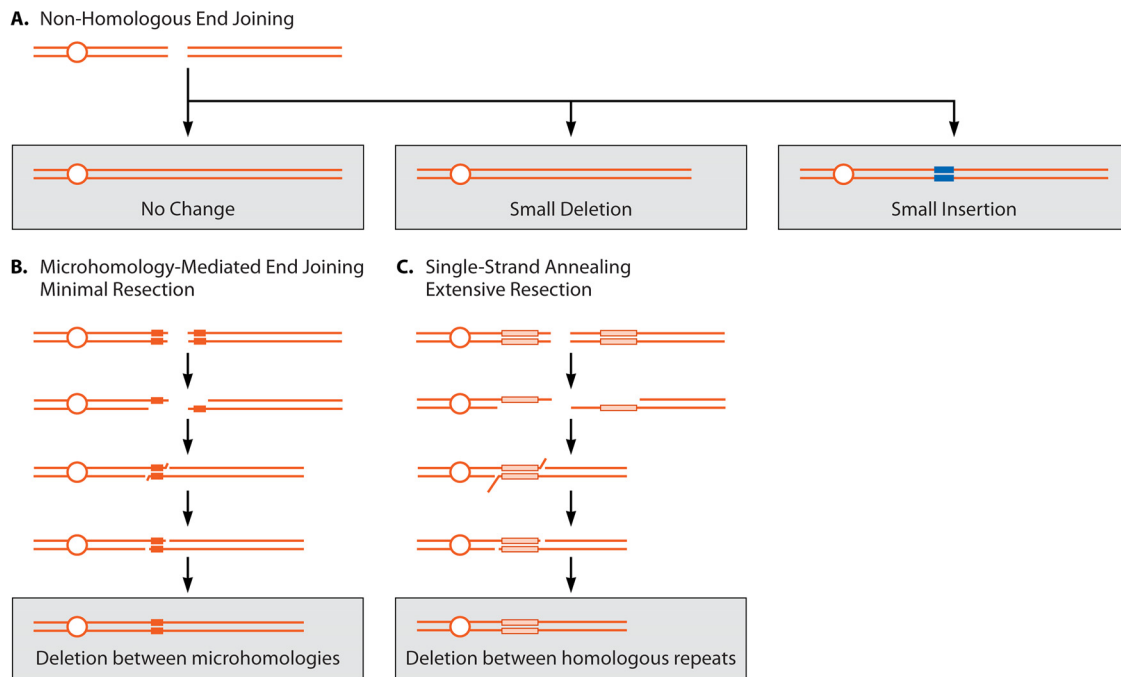 A. Non-Homologous End Joining
No Change
Small Deletion
Small Insertion
B. Microhomology-Mediated End Joining
Minimal Resection
C. Single-Strand Annealing
Extensive Resection
Deletion between microhomologies
Deletion between homologous repeats